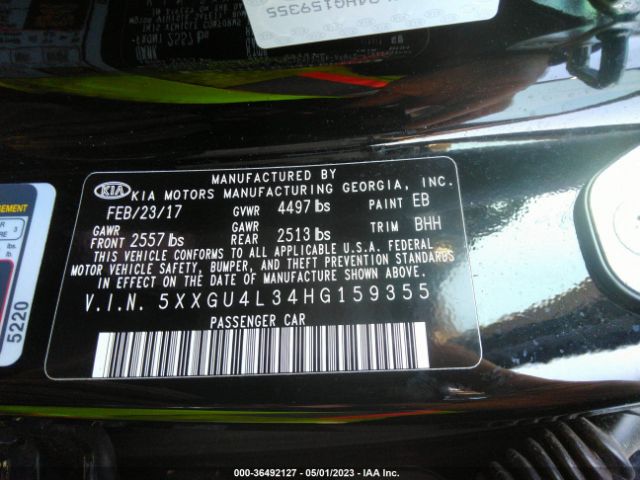 34HG159355
MANUFACTURED BY
KIA KIA MOTORS MANUFACTURING GEORGIA, INC.
FEB/23/17 GVWR 4497 lbs PAINT EB
GAWR FRONT 2557 lbs GAWR REAR 2513 lbs TRIM BHH
THIS VEHICLE CONFORMS TO ALL APPLICABLE U.S.A. FEDERAL
MOTOR VEHICLE SAFETY, BUMPER, AND THEFT PREVENTION STANDARDS
IN EFFECT ON THE DATE OF MANUFACTURE SHOWN ABOVE.
V.I.N. 5XXGU4L34HG159355
PASSENGER CAR
5220
000-36492127 - 05/01/2023 - IAA Inc.